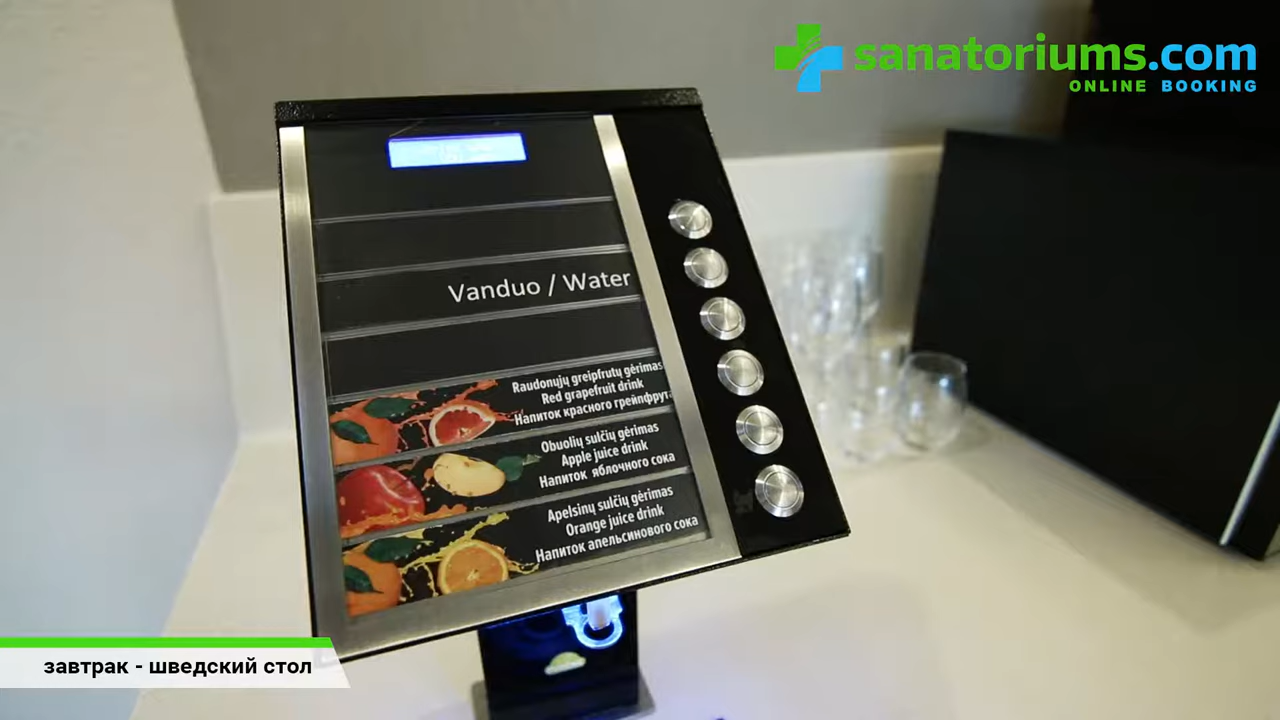 sanatoriums.com
ONLINE BOOKING
Vanduo / Water
Raudonųjų greipfrutų gėrimas
Red grapefruit drink
Напиток красного грейпфрута
Obuolių sulčių gėrimas
Apple juice drink
Напиток яблочного сока
Apelsinų sulčių gėrimas
Orange juice drink
Напиток апельсинового сока
завтрак - шведский стол